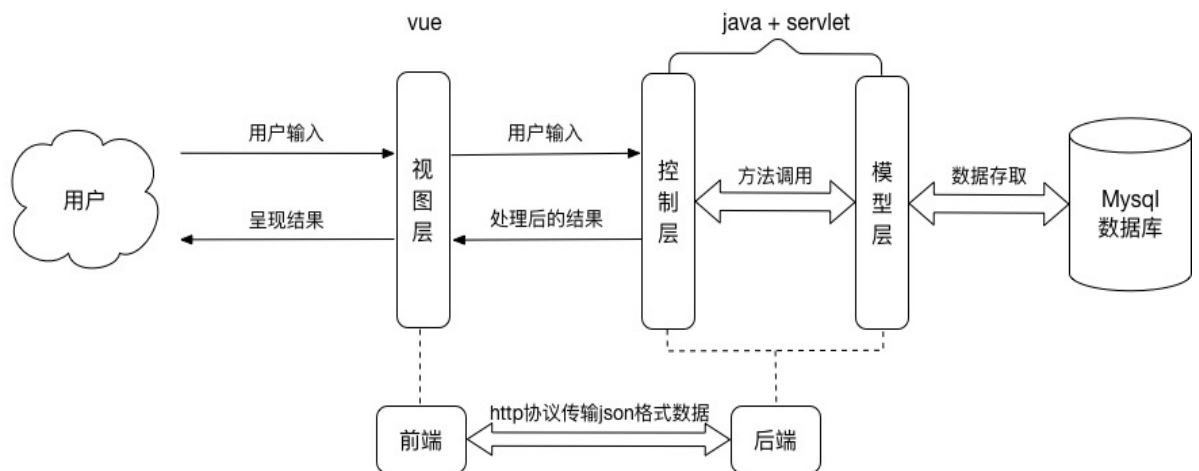 vue
java + servlet
用户输入
用户输入
用户
视图层
控制层
方法调用
模型层
数据存取
Mysql
数据库
呈现结果
处理后的结果
http协议传输json格式数据
前端
后端